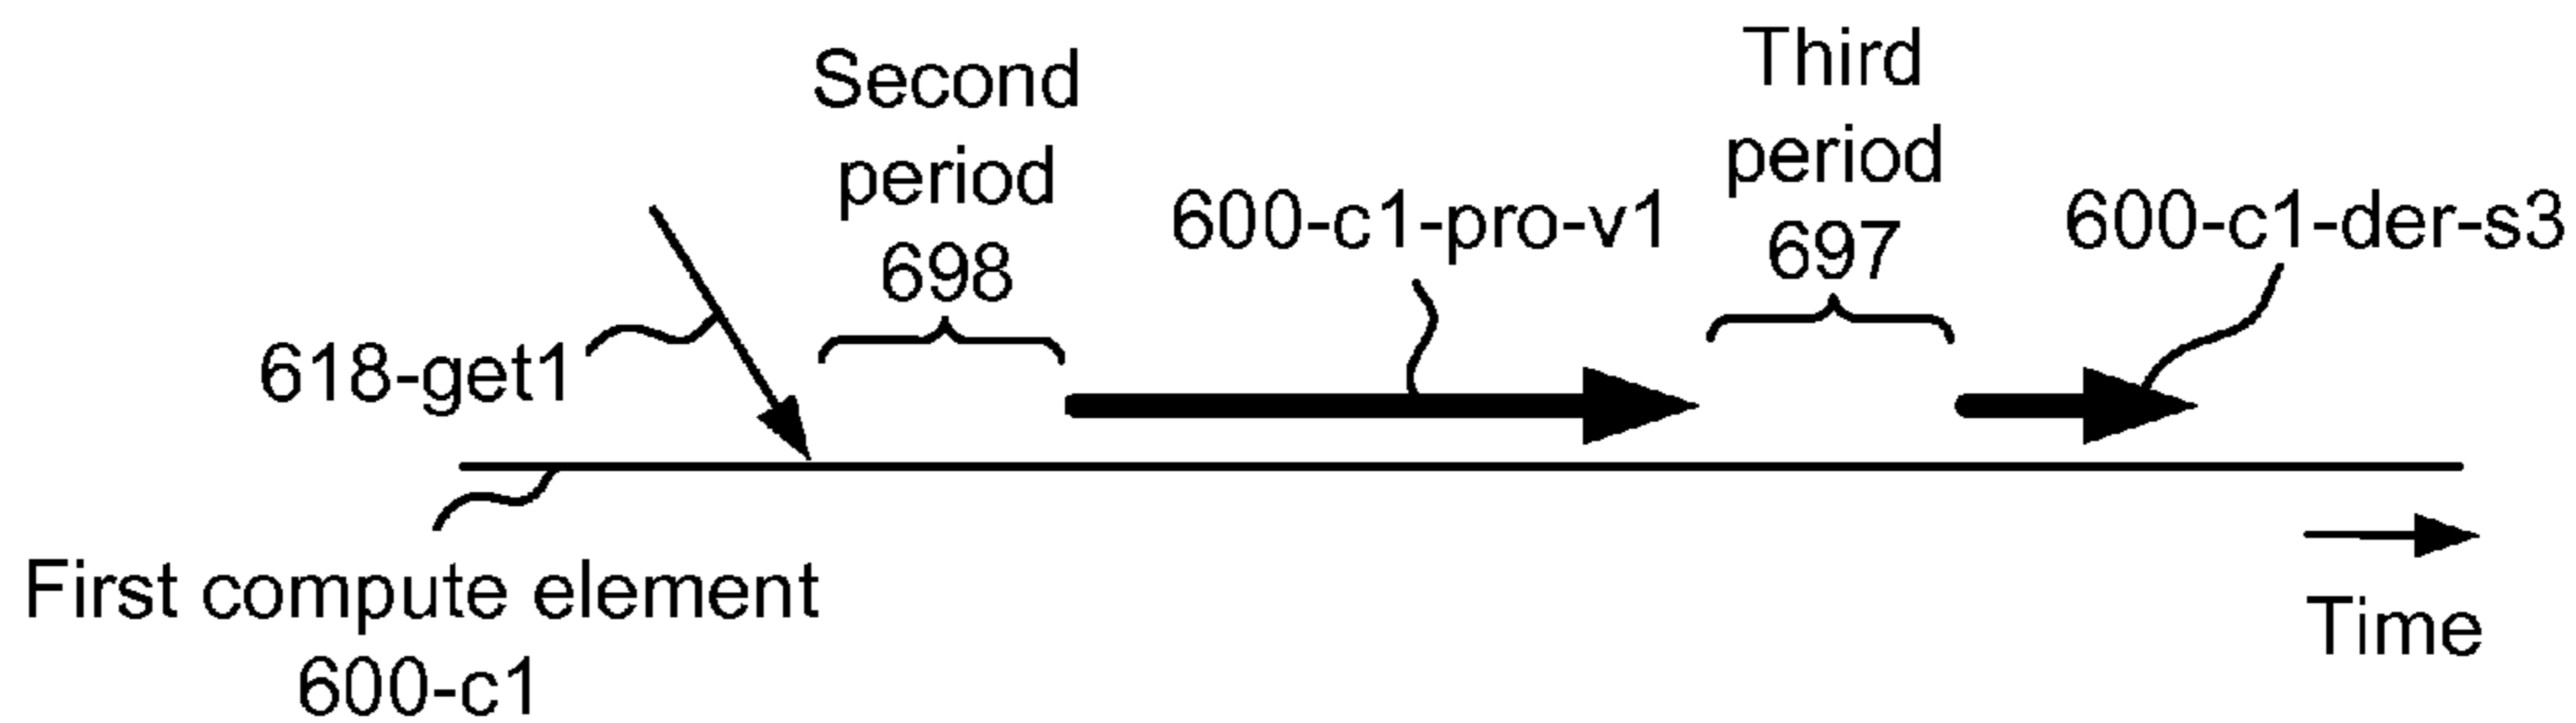 Second
period
698
Third
period
697
600-c1-pro-v1
600-c1-der-s3
618-get1
First compute element
600-c1
Time